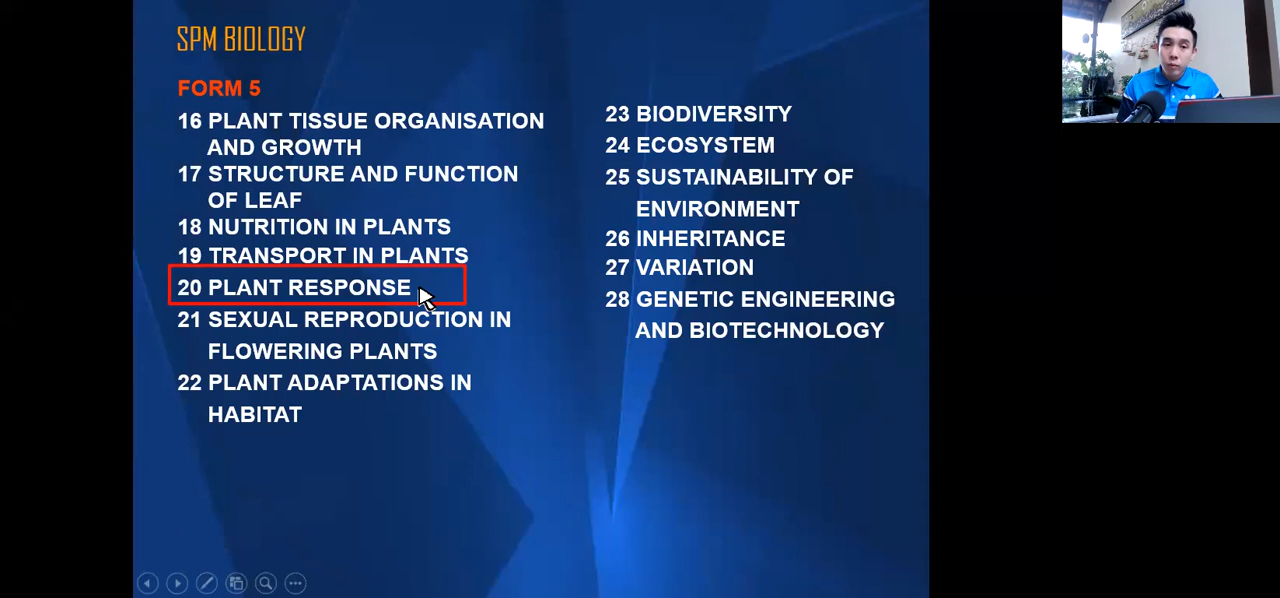 SPM BIOLOGY
FORM 5
16 PLANT TISSUE ORGANISATION
AND GROWTH
17 STRUCTURE AND FUNCTION
OF LEAF
18 NUTRITION IN PLANTS
19 TRANSPORT IN PLANTS
20 PLANT RESPONSE
21 SEXUAL REPRODUCTION IN
FLOWERING PLANTS
22 PLANT ADAPTATIONS IN
HABITAT
23 BIODIVERSITY
24 ECOSYSTEM
25 SUSTAINABILITY OF
ENVIRONMENT
26 INHERITANCE
27 VARIATION
28 GENETIC ENGINEERING
AND BIOTECHNOLOGY